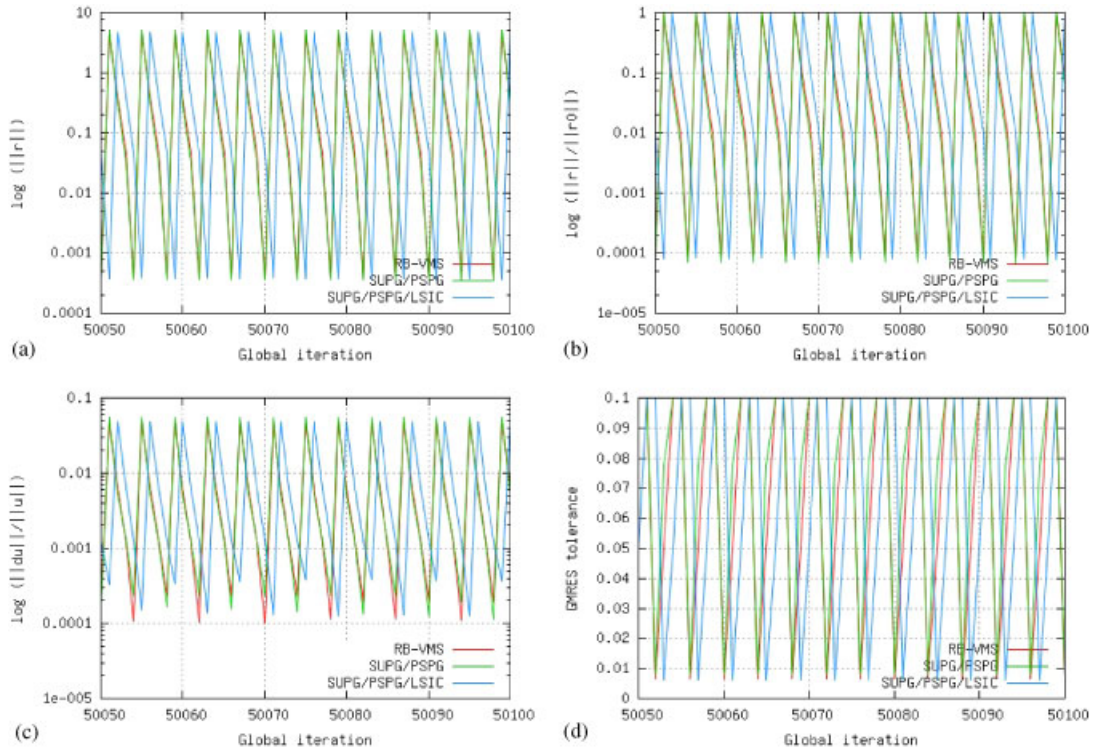 10
1
0.1
0.01
0.001
0.0001
log (||r||)
RB-VMS
SUPG/PSPG
SUPG/PSPG/LSIC
50050 50060 50070 50080 50090 50100
Global iteration
(a)
1
0.1
0.01
0.001
0.0001
1e-005
log (||r||/||r0||)
RB-VMS
SUPG/PSPG
SUPG/PSPG/LSIC
50050 50060 50070 50080 50090 50100
Global iteration
(b)
0.1
0.01
0.001
0.0001
1e-005
log (||du||/||u||)
RB-VMS
SUPG/PSPG
SUPG/PSPG/LSIC
50050 50060 50070 50080 50090 50100
Global iteration
(c)
0.1
0.09
0.08
0.07
0.06
0.05
0.04
0.03
0.02
0.01
0
GMRES tolerance
RB-VMS
SUPG/PSPG
SUPG/PSPG/LSIC
50050 50060 50070 50080 50090 50100
Global iteration
(d)